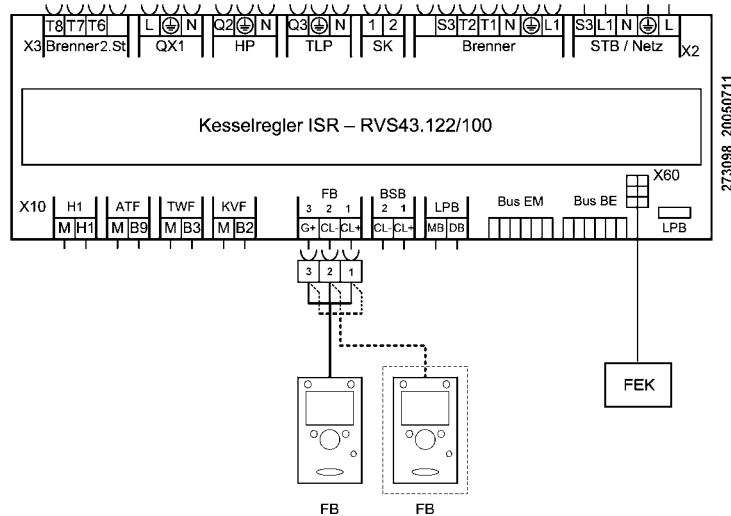 T8 T7 T6 L N Q2 N Q3 N 1 2 S3 T2 T1 N L1 S3 L1 N L
X3 Brenner2.St QX1 HP TLP SK Brenner STB / Netz X2
Kesselregler ISR – RVS43.122/100
273098 20050711
X60
X10 H1 ATF TWF KVF FB BSB LPB Bus EM Bus BE
3 2 1 2 1
M H1 M B9 M B3 M B2 G+ CL- CL+ CL- CL+ MB DB LPB
3 2 1
FEK
FB FB